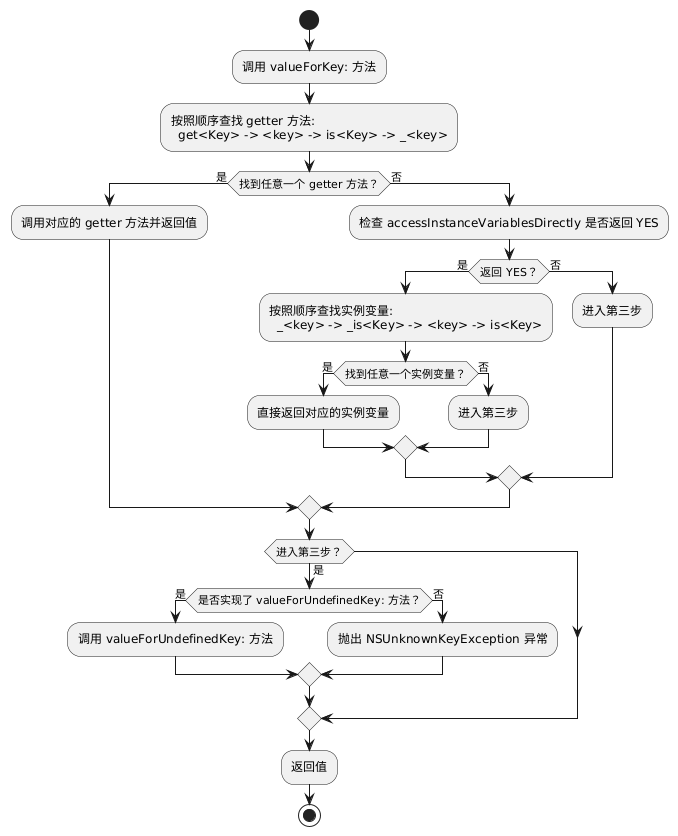 调用 valueForKey: 方法
按照顺序查找 getter 方法:
get<Key> -> <key> -> is<Key> -> _<key>
是
找到任意一个 getter 方法？
否
调用对应的 getter 方法并返回值
检查 accessInstanceVariablesDirectly 是否返回 YES
是
返回 YES？
否
按照顺序查找实例变量:
_<key> -> _is<Key> -> <key> -> is<Key>
进入第三步
是
找到任意一个实例变量？
否
直接返回对应的实例变量
进入第三步
进入第三步？
是
是
是否实现了 valueForUndefinedKey: 方法？
否
调用 valueForUndefinedKey: 方法
抛出 NSUnknownKeyException 异常
返回值